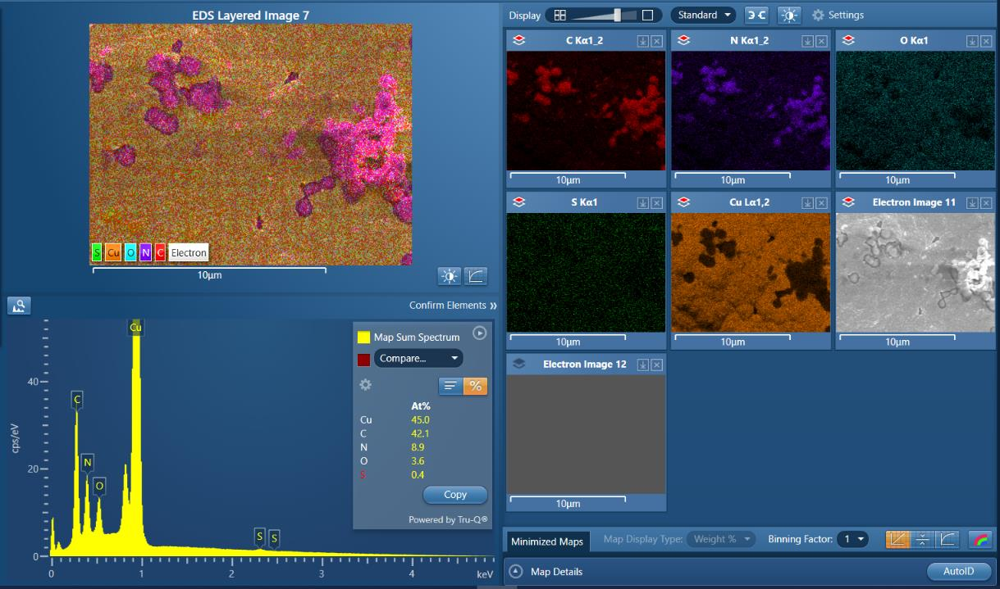 EDS Layered Image 7
S Cu O N C Electron
10μm
Confirm Elements »
Cu
C
N
O
S S
40
20
0
cps/eV
0 1 2 3 4 keV
Map Sum Spectrum
Compare...
%
At%
Cu 45.0
C 42.1
N 8.9
O 3.6
S 0.4
Copy
Powered by Tru-Q®
Display Standard Settings
C Kα1_2 N Kα1_2 O Kα1
10μm 10μm 10μm
S Kα1 Cu Lα1,2 Electron Image 11
10μm 10μm 10μm
Electron Image 12
10μm
Minimized Maps Map Display Type: Weight % Binning Factor: 1
Map Details AutoID